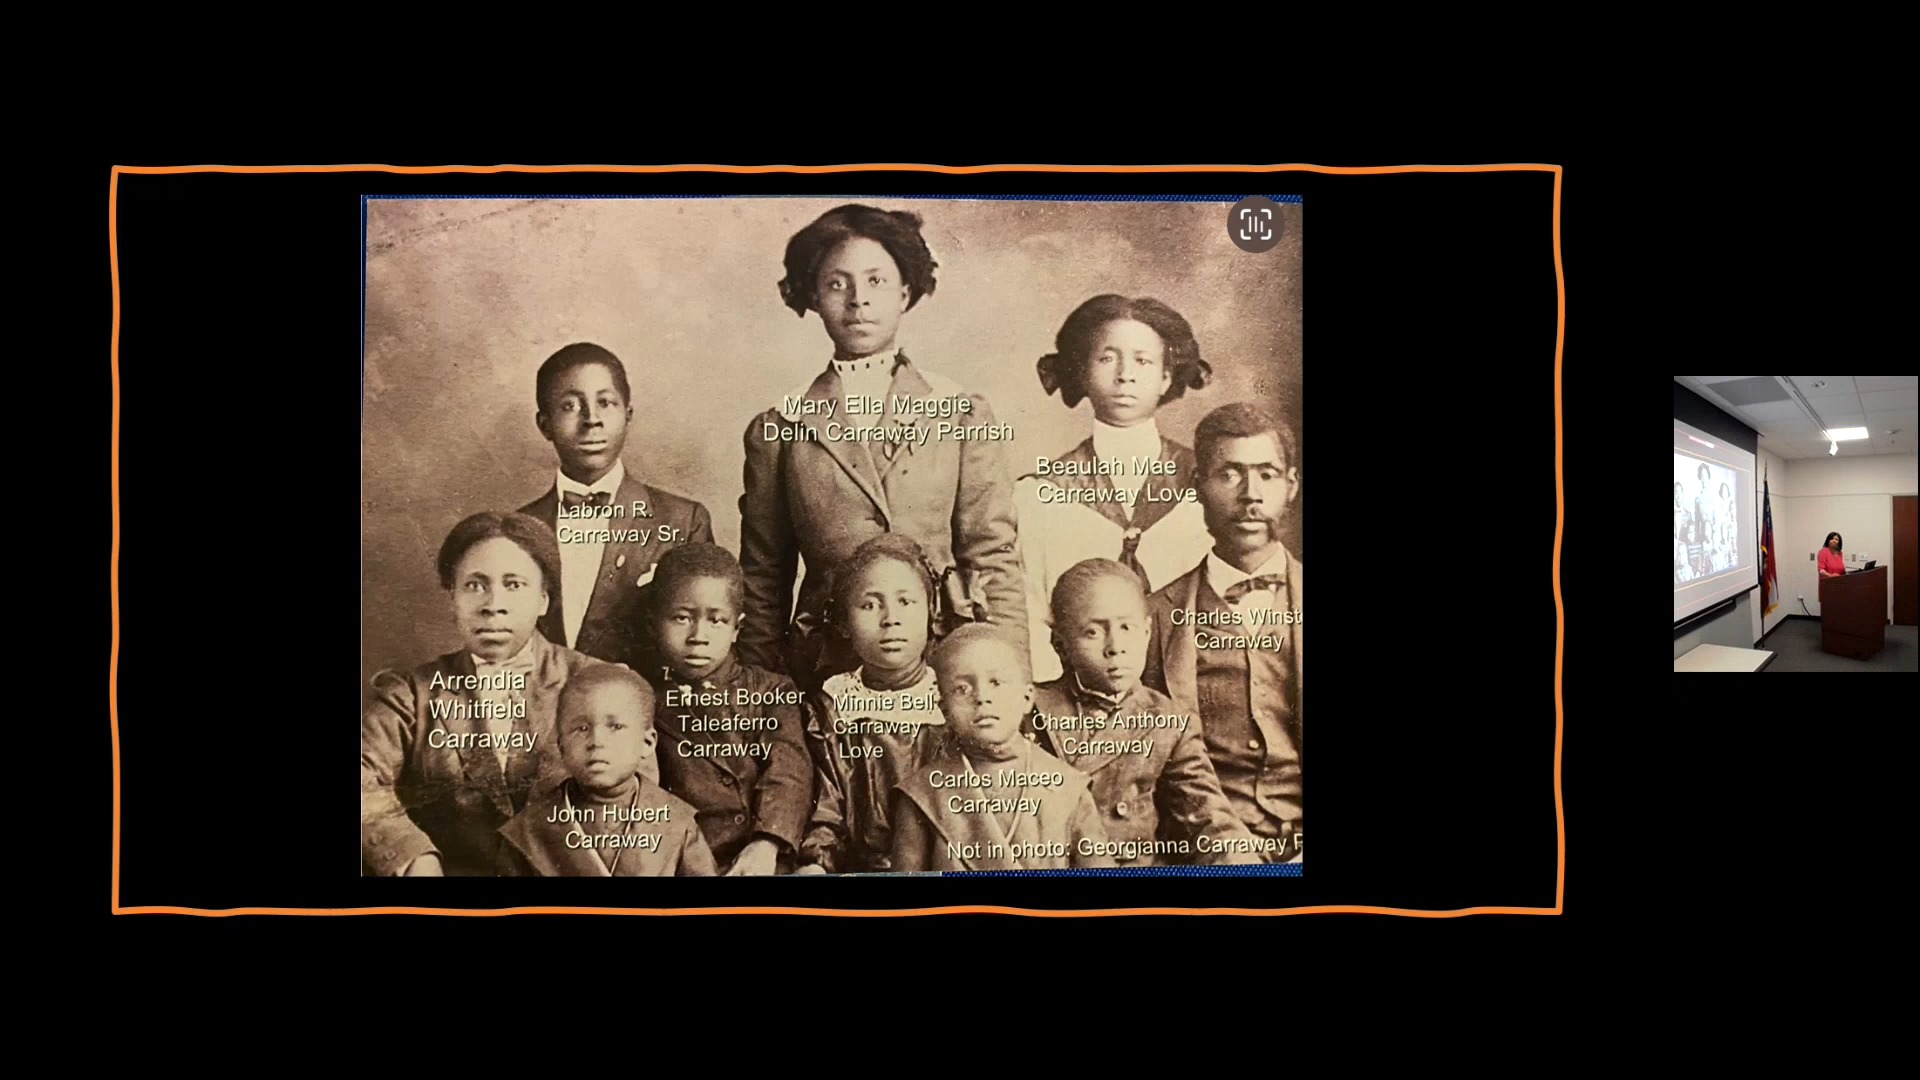 Mary Ella Maggie
Delin Carraway Parrish
Beaulah Mae
Carraway Love
Labron R.
Carraway Sr.
Charles Winst
Carraway
Arrendia
Whitfield
Carraway
Ernest Booker
Taleaferro
Carraway
Minnie Bell
Carraway
Love
Charles Anthony
Carraway
Carlos Maceo
Carraway
John Hubert
Carraway
Not in photo: Georgianna Carraway